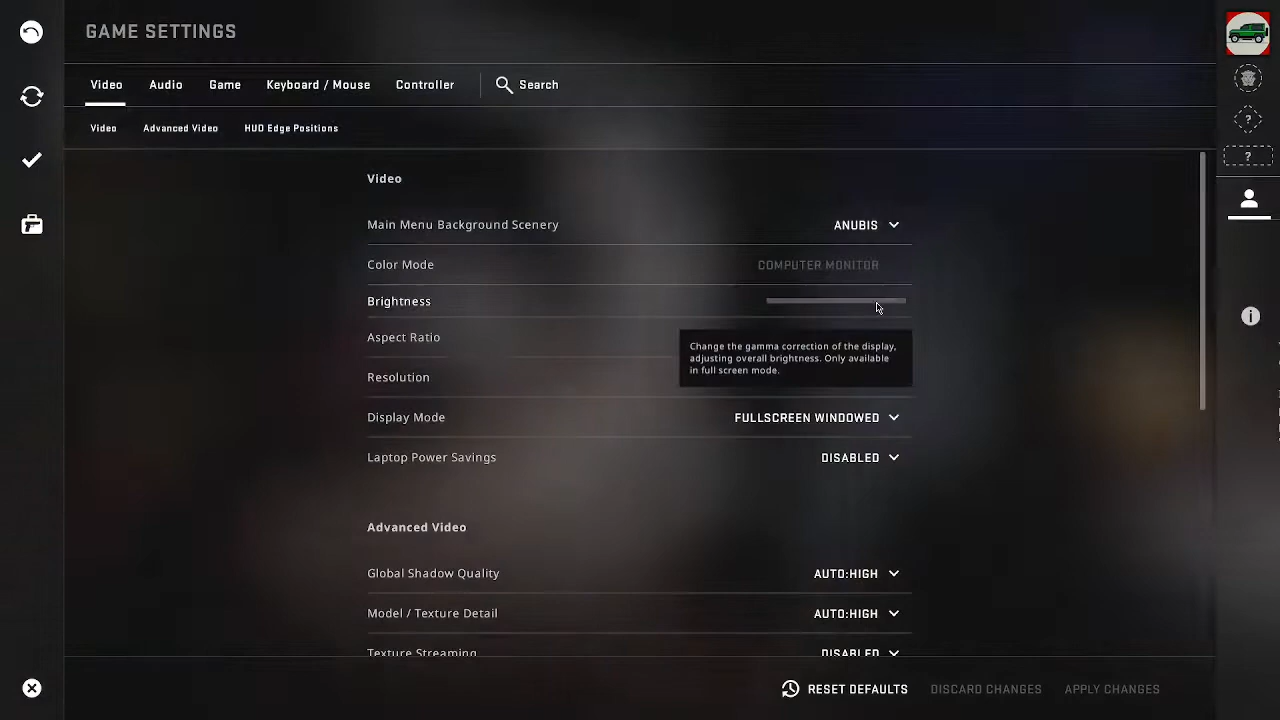 GAME SETTINGS
Video Audio Game Keyboard / Mouse Controller Search
Video Advanced Video HUD Edge Positions
?
?
Video
Main Menu Background Scenery ANUBIS
Color Mode COMPUTER MONITOR
Brightness
Aspect Ratio
Change the gamma correction of the display,
adjusting overall brightness. Only available
in full screen mode.
Resolution
Display Mode FULLSCREEN WINDOWED
Laptop Power Savings DISABLED
Advanced Video
Global Shadow Quality AUTO:HIGH
Model / Texture Detail AUTO:HIGH
Texture Streaming DISABLED
RESET DEFAULTS DISCARD CHANGES APPLY CHANGES